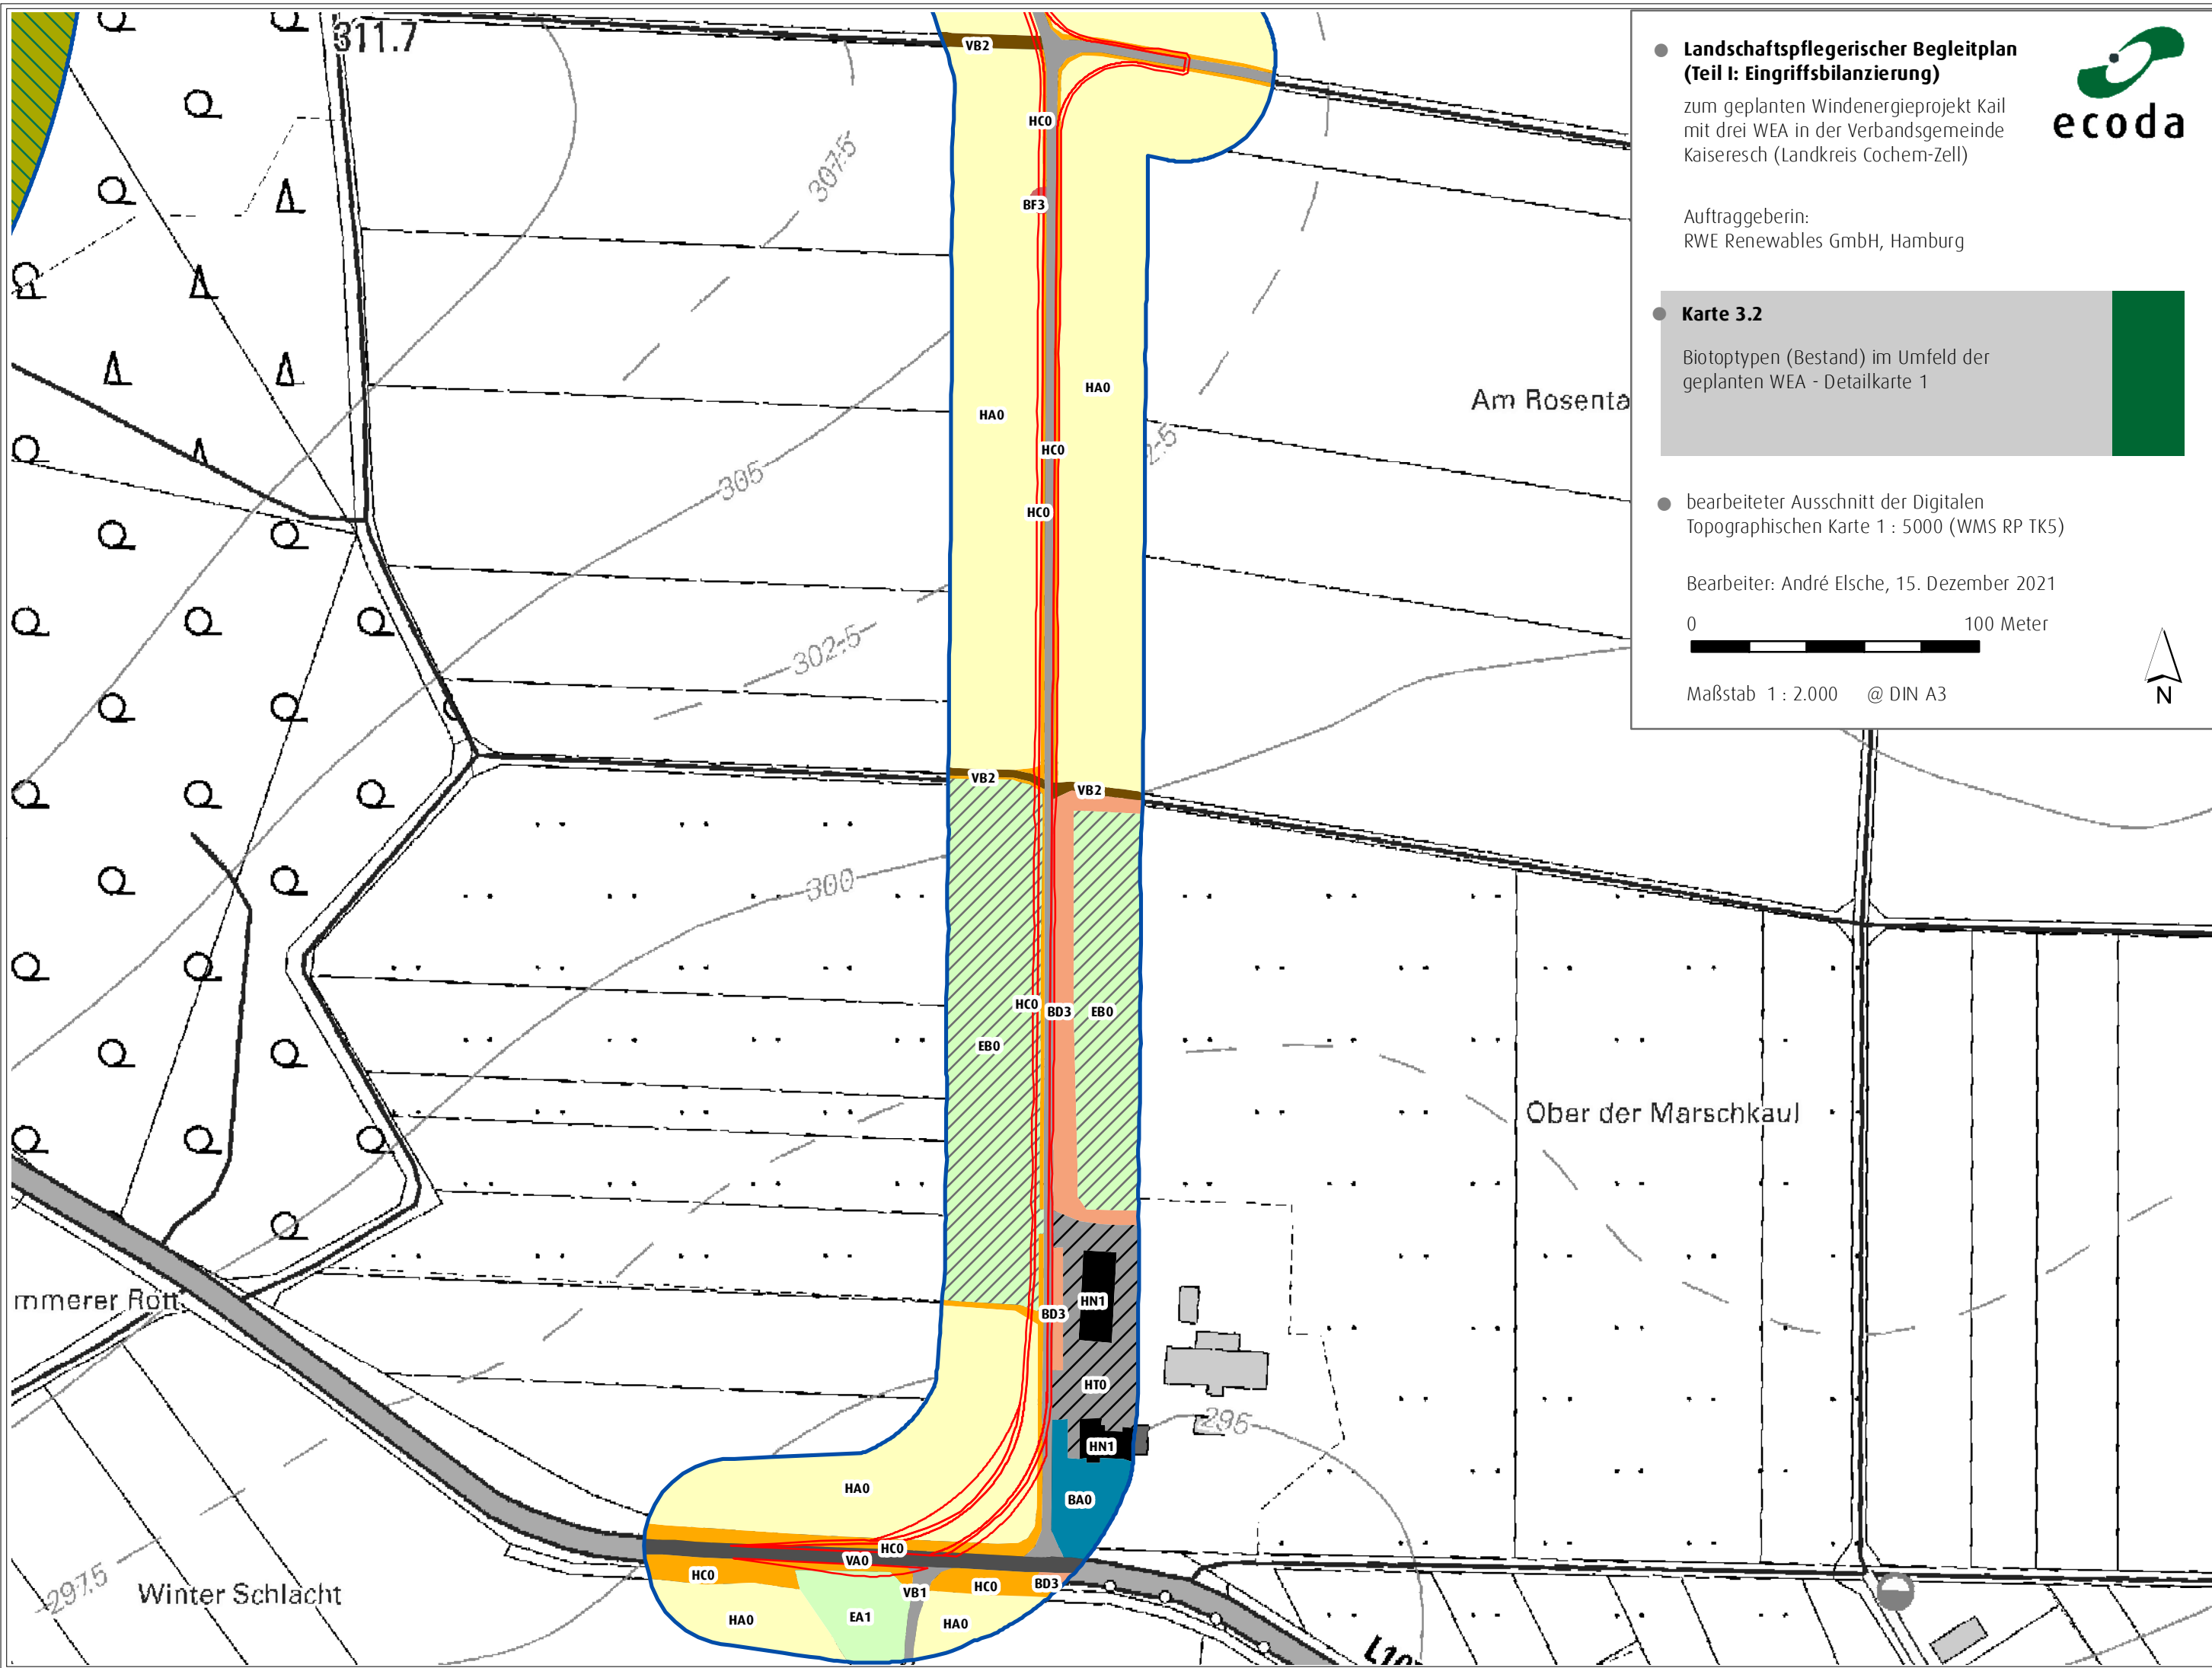 Landschaftspflegerischer Begleitplan
(Teil I: Eingriffsbilanzierung)
zum geplanten Windenergieprojekt Kail
mit drei WEA in der Verbandsgemeinde
Kaiseresch (Landkreis Cochem-Zell)
ecoda
Auftraggeberin:
RWE Renewables GmbH, Hamburg
Karte 3.2
Biotoptypen (Bestand) im Umfeld der
geplanten WEA - Detailkarte 1
bearbeiteter Ausschnitt der Digitalen
Topographischen Karte 1 : 5000 (WMS RP TK5)
Bearbeiter: André Elsche, 15. Dezember 2021
0 100 Meter
Maßstab 1 : 2.000 @ DIN A3
N
311.7
VB2
HC0
307.5
BF3
HA0
Am Rosenta
HA0
HC0
2.5
305
HC0
302.5
VB2
VB2
300
HC0
BD3
EB0
EB0
Ober der Marschkaul
mmerer Rott
HN1
BD3
HT0
295
HN1
HA0
BA0
HC0
VA0
HC0
VB1
HC0
BD3
297.5
Winter Schlacht
HA0
EA1
HA0